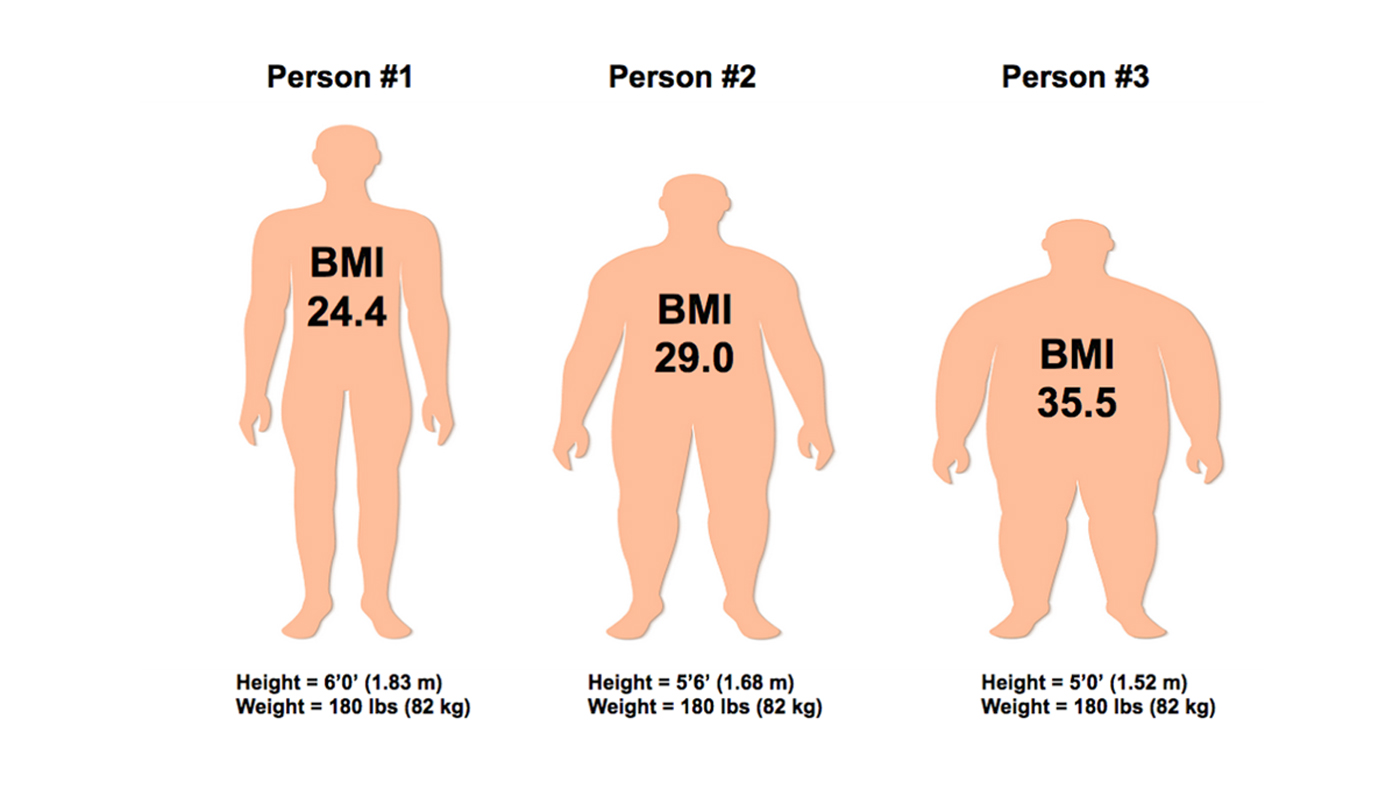 Person #1
BMI
24.4
Height = 6’0’ (1.83 m)
Weight = 180 lbs (82 kg)
Person #2
BMI
29.0
Height = 5’6’ (1.68 m)
Weight = 180 lbs (82 kg)
Person #3
BMI
35.5
Height = 5’0’ (1.52 m)
Weight = 180 lbs (82 kg)